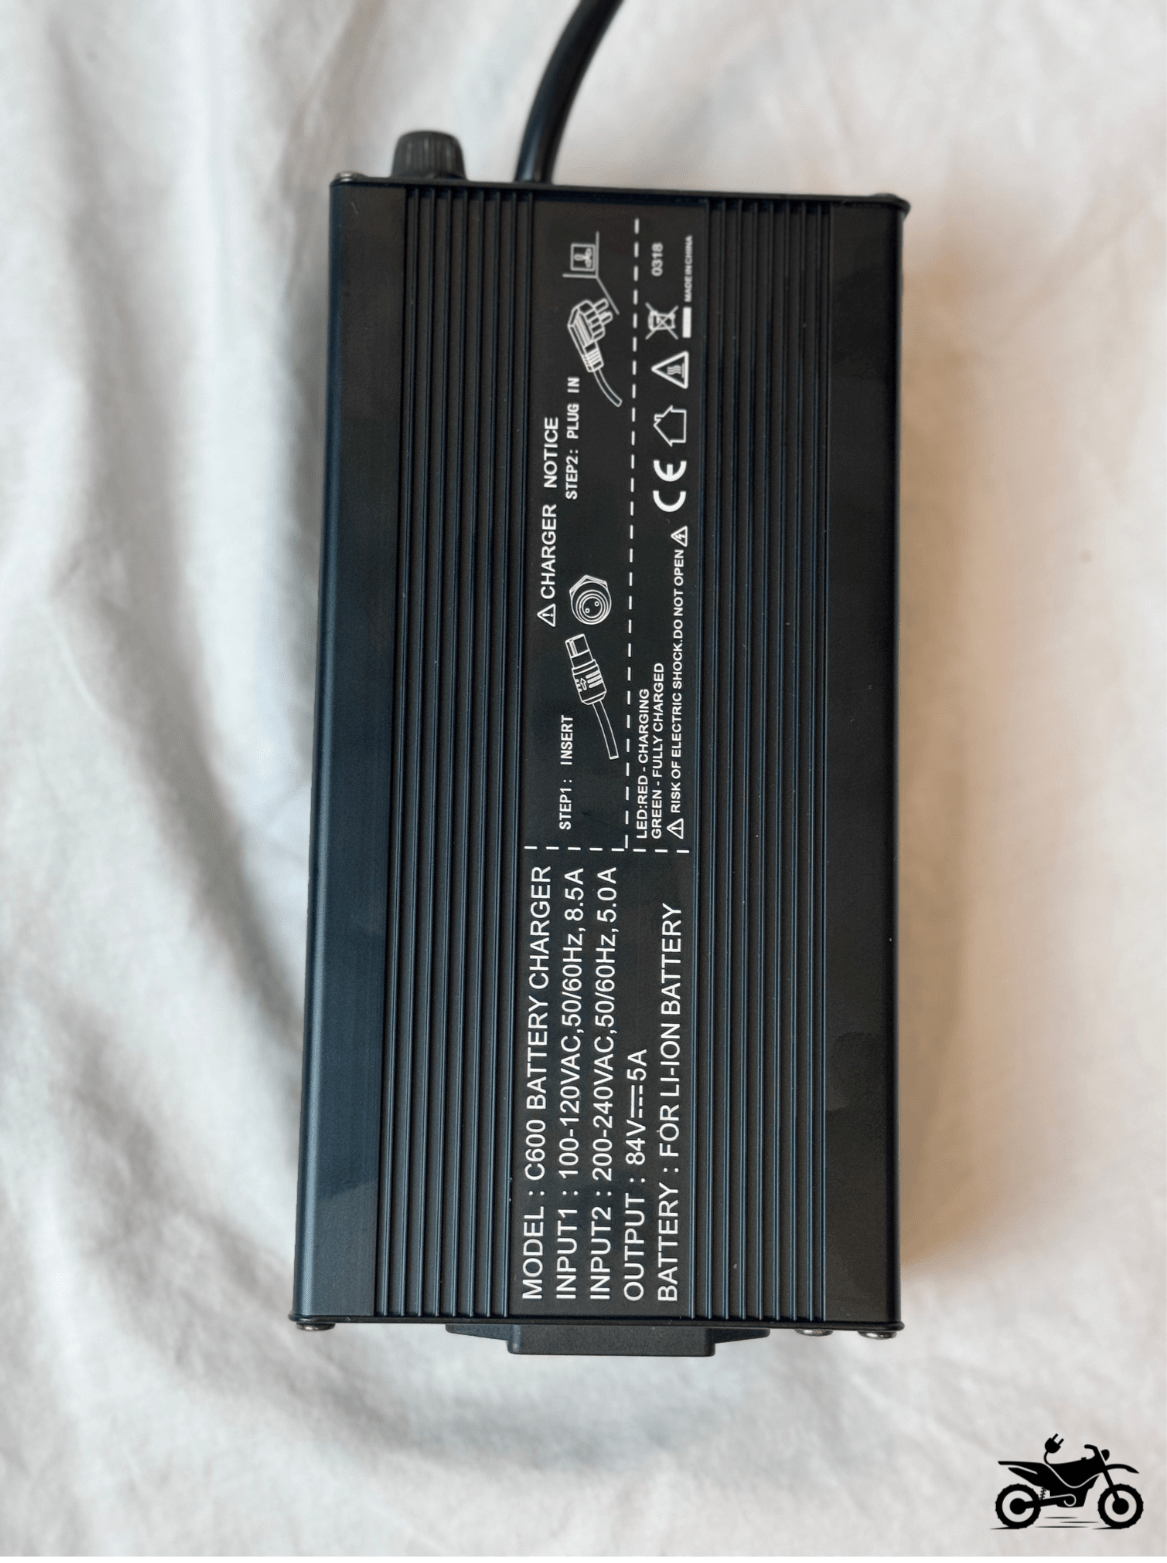 MODEL : C600 BATTERY CHARGER
INPUT1 : 100-120VAC,50/60Hz, 8.5A
INPUT2 : 200-240VAC,50/60Hz, 5.0A
OUTPUT : 84V⎓5A
BATTERY : FOR LI-ION BATTERY
⚠ CHARGER NOTICE
STEP1: INSERT
STEP2: PLUG IN
LED:RED - CHARGING
GREEN - FULLY CHARGED
⚠ RISK OF ELECTRIC SHOCK.DO NOT OPEN
CE
0318
MADE IN CHINA